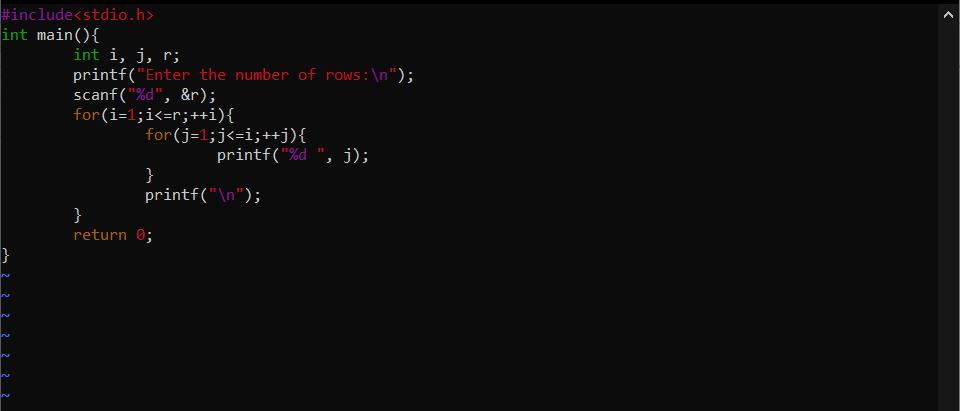 #include<stdio.h>
int main(){
        int i, j, r;
        printf("Enter the number of rows:\n");
        scanf("%d", &r);
        for(i=1;i<=r;++i){
                for(j=1;j<=i;++j){
                        printf("%d ", j);
                }
                printf("\n");
        }
        return 0;
}
~
~
~
~
~
~
~